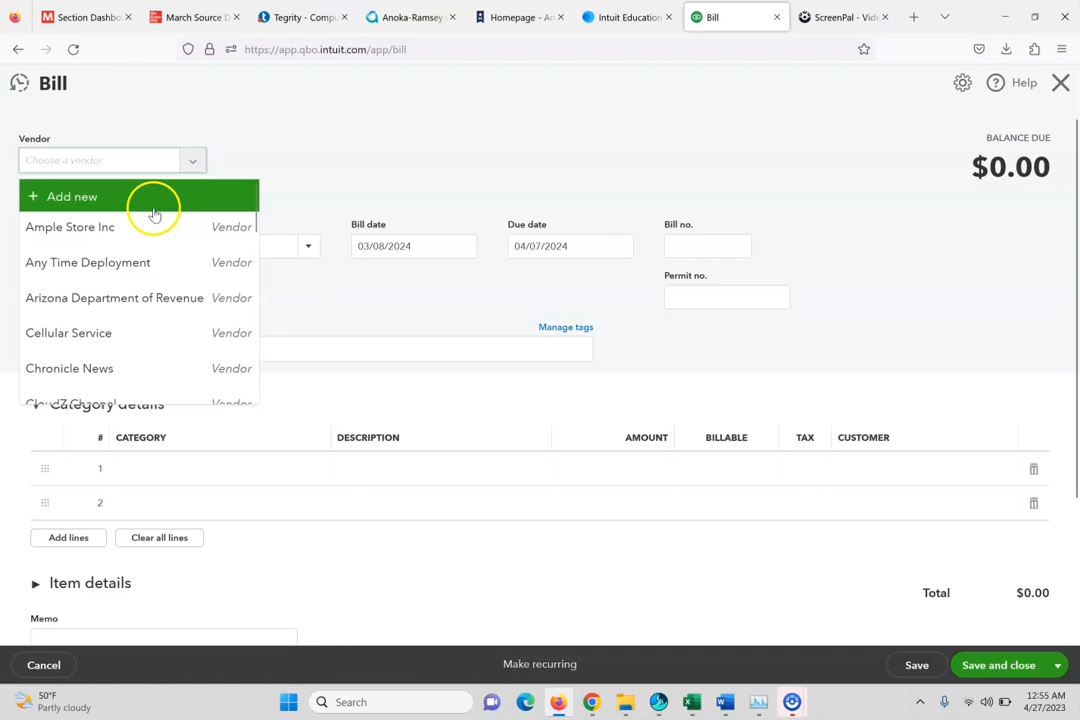 Section Dashbo
March Source D
Tegrity - Compu
Anoka-Ramsey
Homepage - An
Intuit Education
Bill
ScreenPal - Vide
https://app.qbo.intuit.com/app/bill
Bill
Help
Vendor
BALANCE DUE
Choose a vendor
$0.00
+ Add new
Ample Store Inc Vendor
Any Time Deployment Vendor
Arizona Department of Revenue Vendor
Cellular Service Vendor
Chronicle News Vendor
CloudZ Channel Vendor
Bill date
Due date
Bill no.
03/08/2024
04/07/2024
Permit no.
Manage tags
Category details
# CATEGORY DESCRIPTION AMOUNT BILLABLE TAX CUSTOMER
1
2
Add lines
Clear all lines
Item details
Total $0.00
Memo
Cancel
Make recurring
Save
Save and close
50°F
Partly cloudy
Search
12:55 AM
4/27/2023